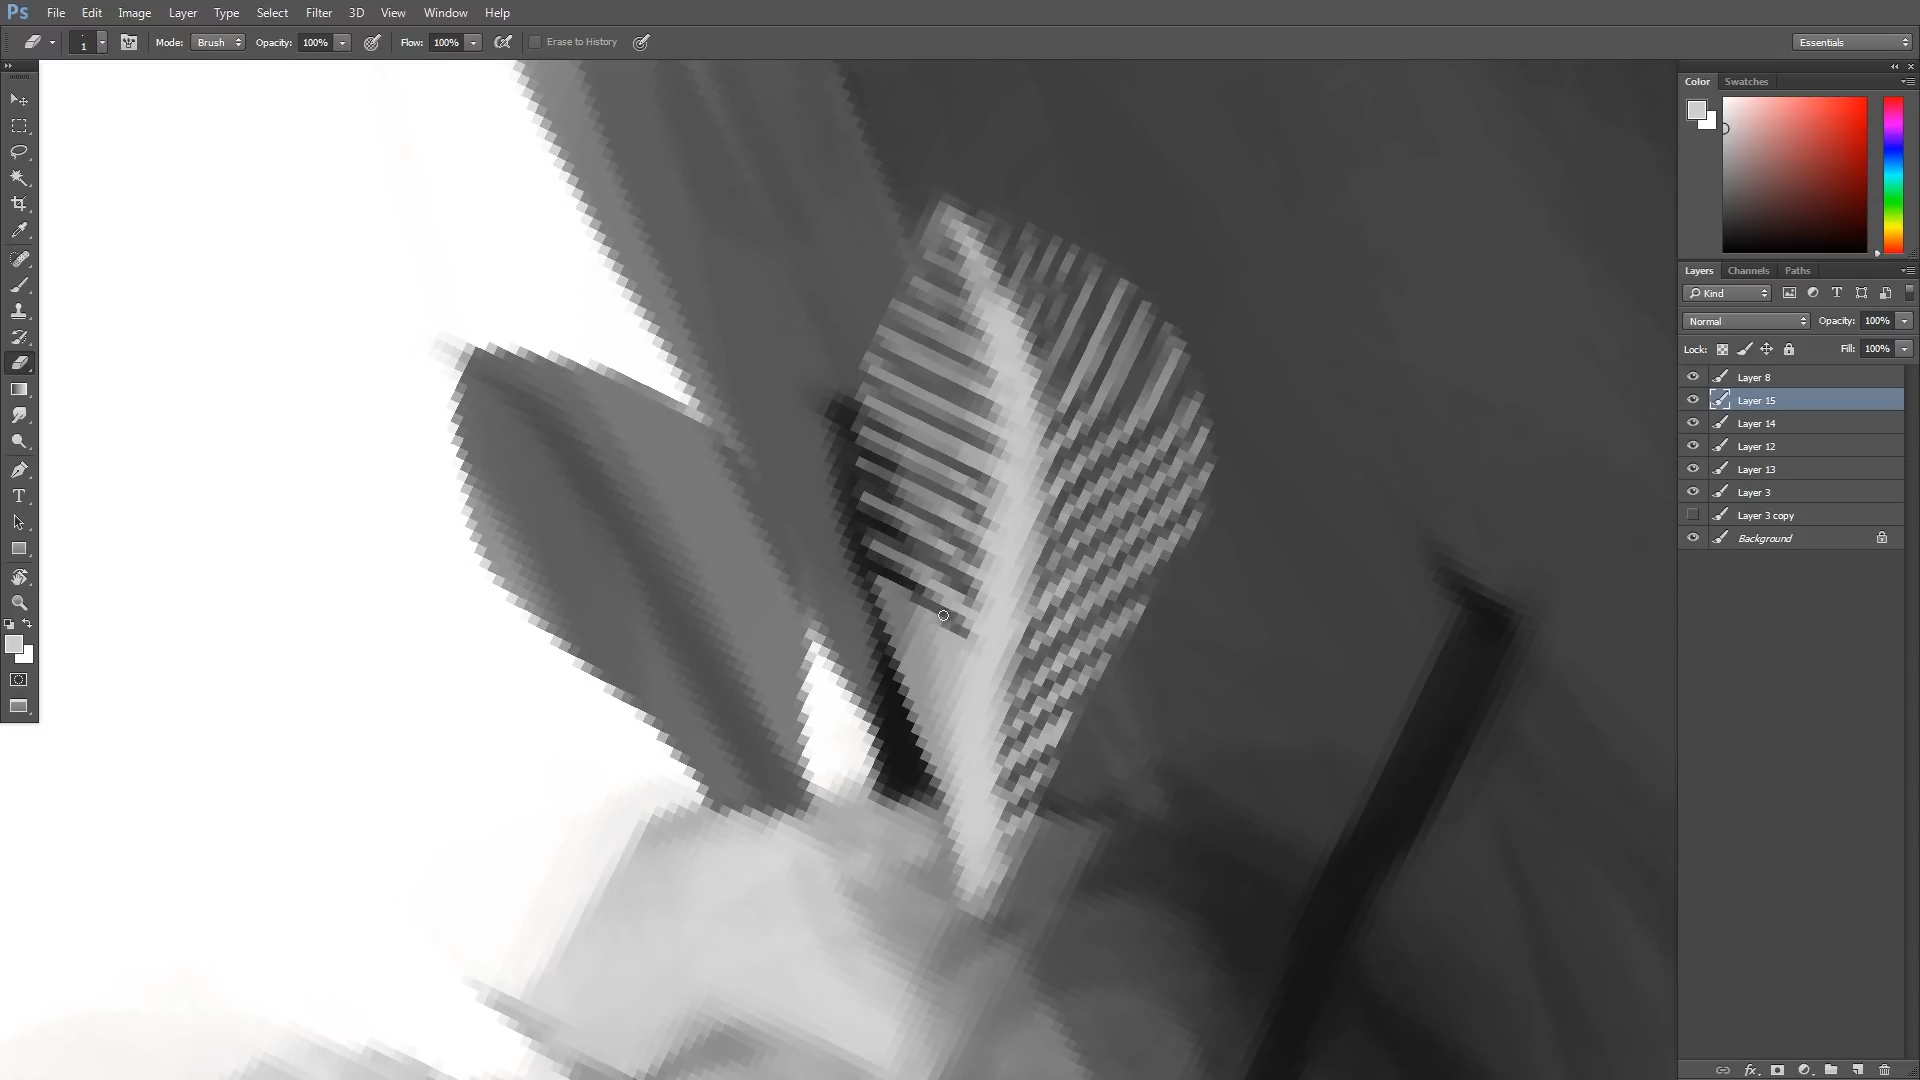 Ps File Edit Image Layer Type Select Filter 3D View Window Help
1 Mode: Brush Opacity: 100% Flow: 100% Erase to History Essentials
Color Swatches
Layers Channels Paths
Kind T
Normal Opacity: 100%
Lock: Fill: 100%
Layer 8
Layer 15
Layer 14
Layer 12
Layer 13
Layer 3
Layer 3 copy
Background
T
fx